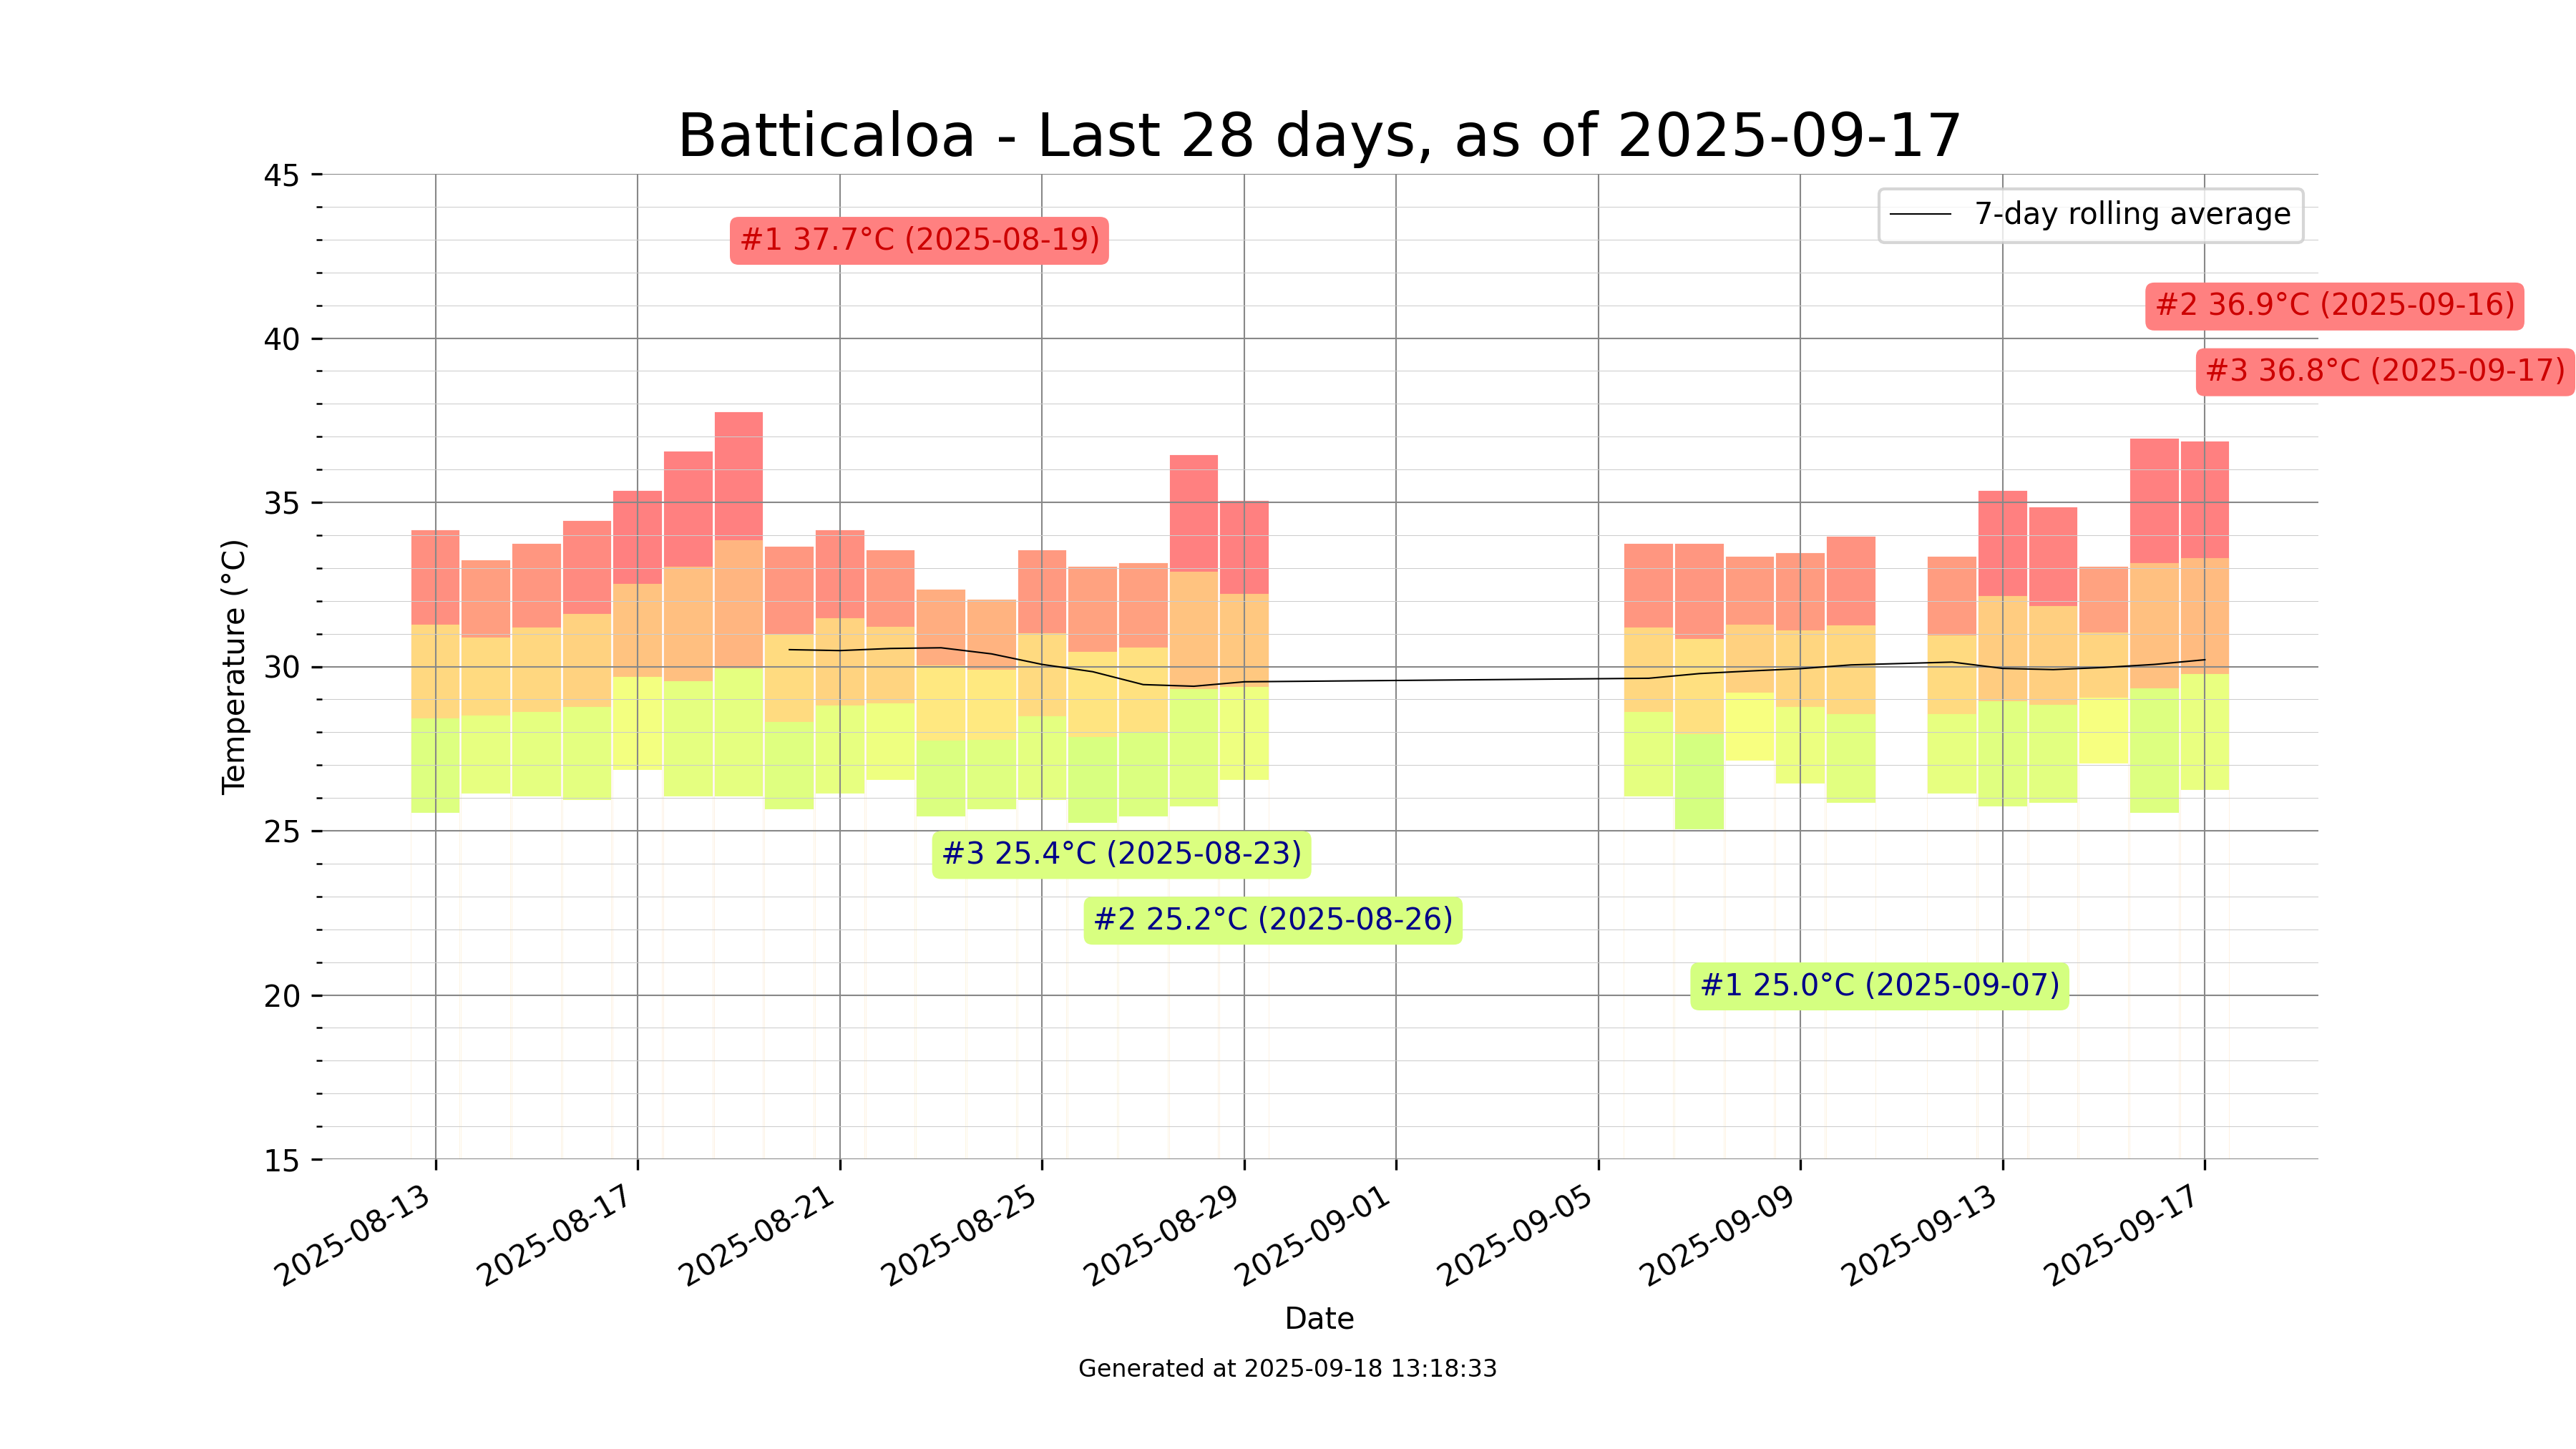 Batticaloa - Last 28 days, as of 2025-09-17
45
40
35
30
25
20
15
Temperature (°C)
7-day rolling average
#1 37.7°C (2025-08-19)
#2 36.9°C (2025-09-16)
#3 36.8°C (2025-09-17)
#3 25.4°C (2025-08-23)
#2 25.2°C (2025-08-26)
#1 25.0°C (2025-09-07)
2025-08-13
2025-08-17
2025-08-21
2025-08-25
2025-08-29
2025-09-01
2025-09-05
2025-09-09
2025-09-13
2025-09-17
Date
Generated at 2025-09-18 13:18:33